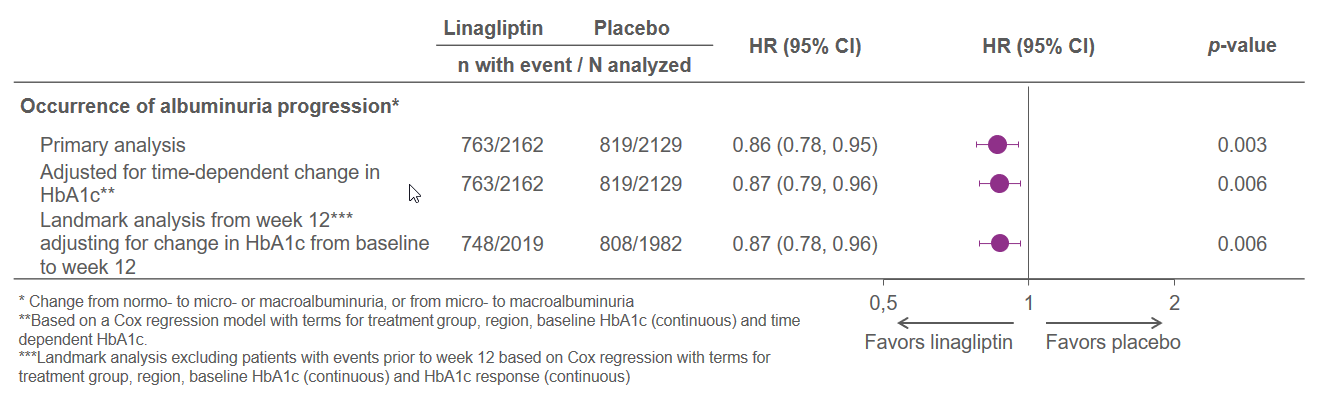 Linagliptin Placebo HR (95% CI) HR (95% CI) p-value
n with event / N analyzed
Occurrence of albuminuria progression*
Primary analysis 763/2162 819/2129 0.86 (0.78, 0.95) 0.003
Adjusted for time-dependent change in
HbA1c** 763/2162 819/2129 0.87 (0.79, 0.96) 0.006
Landmark analysis from week 12***
adjusting for change in HbA1c from baseline 748/2019 808/1982 0.87 (0.78, 0.96) 0.006
to week 12
0,5 1 2
Favors linagliptin Favors placebo
* Change from normo- to micro- or macroalbuminuria, or from micro- to macroalbuminuria
**Based on a Cox regression model with terms for treatment group, region, baseline HbA1c (continuous) and time
dependent HbA1c.
***Landmark analysis excluding patients with events prior to week 12 based on Cox regression with terms for
treatment group, region, baseline HbA1c (continuous) and HbA1c response (continuous)